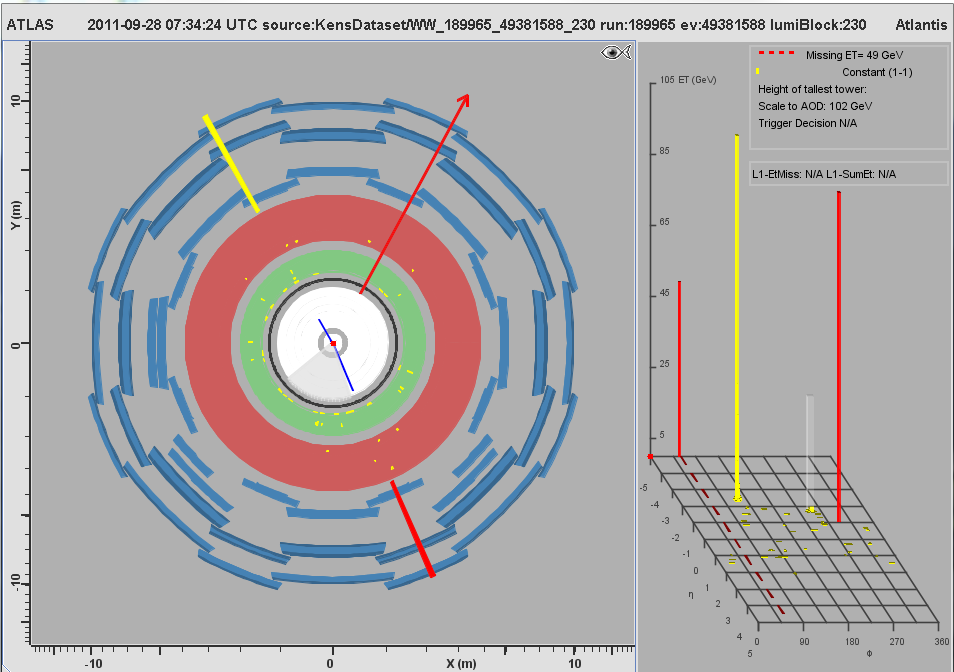 ATLAS 2011-09-28 07:34:24 UTC source:KensDataset/WW_189965_49381588_230 run:189965 ev:49381588 lumiBlock:230 Atlantis
Missing ET= 49 GeV
Constant (1-1)
Height of tallest tower:
Scale to AOD: 102 GeV
Trigger Decision N/A
L1-EtMiss: N/A L1-SumEt: N/A
105 ET (GeV)
85
65
45
25
5
10
Y (m)
0
-10
-10 0 X (m) 10
-5
-4
-3
-2
-1
0
η 1
2
3
4
5
0 90 180 270 360
Φ